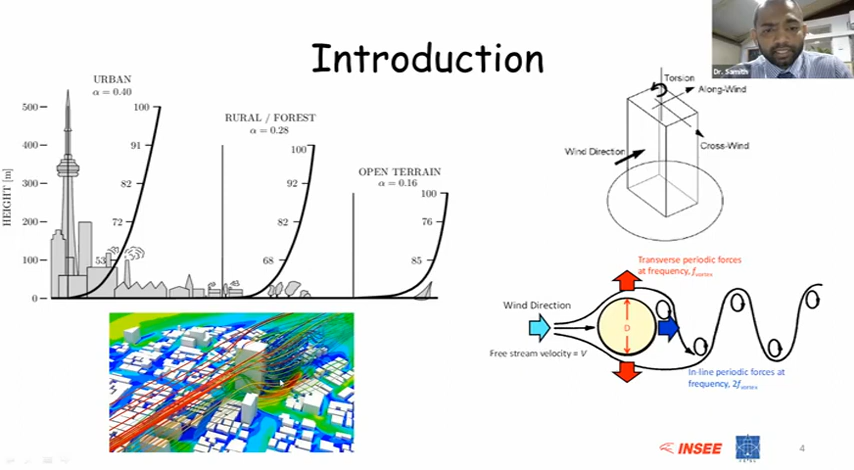 Introduction
Dr. Samith
URBAN
α = 0.40
HEIGHT [m]
500
400
300
200
100
0
100
91
82
72
53
RURAL / FOREST
α = 0.28
100
92
82
68
OPEN TERRAIN
α = 0.16
100
76
85
Torsion
Along-Wind
Wind Direction
Cross-Wind
Transverse periodic forces
at frequency, fvortex
Wind Direction
D
Free stream velocity = V
In-line periodic forces at
frequency, 2fvortex
INSEE
4